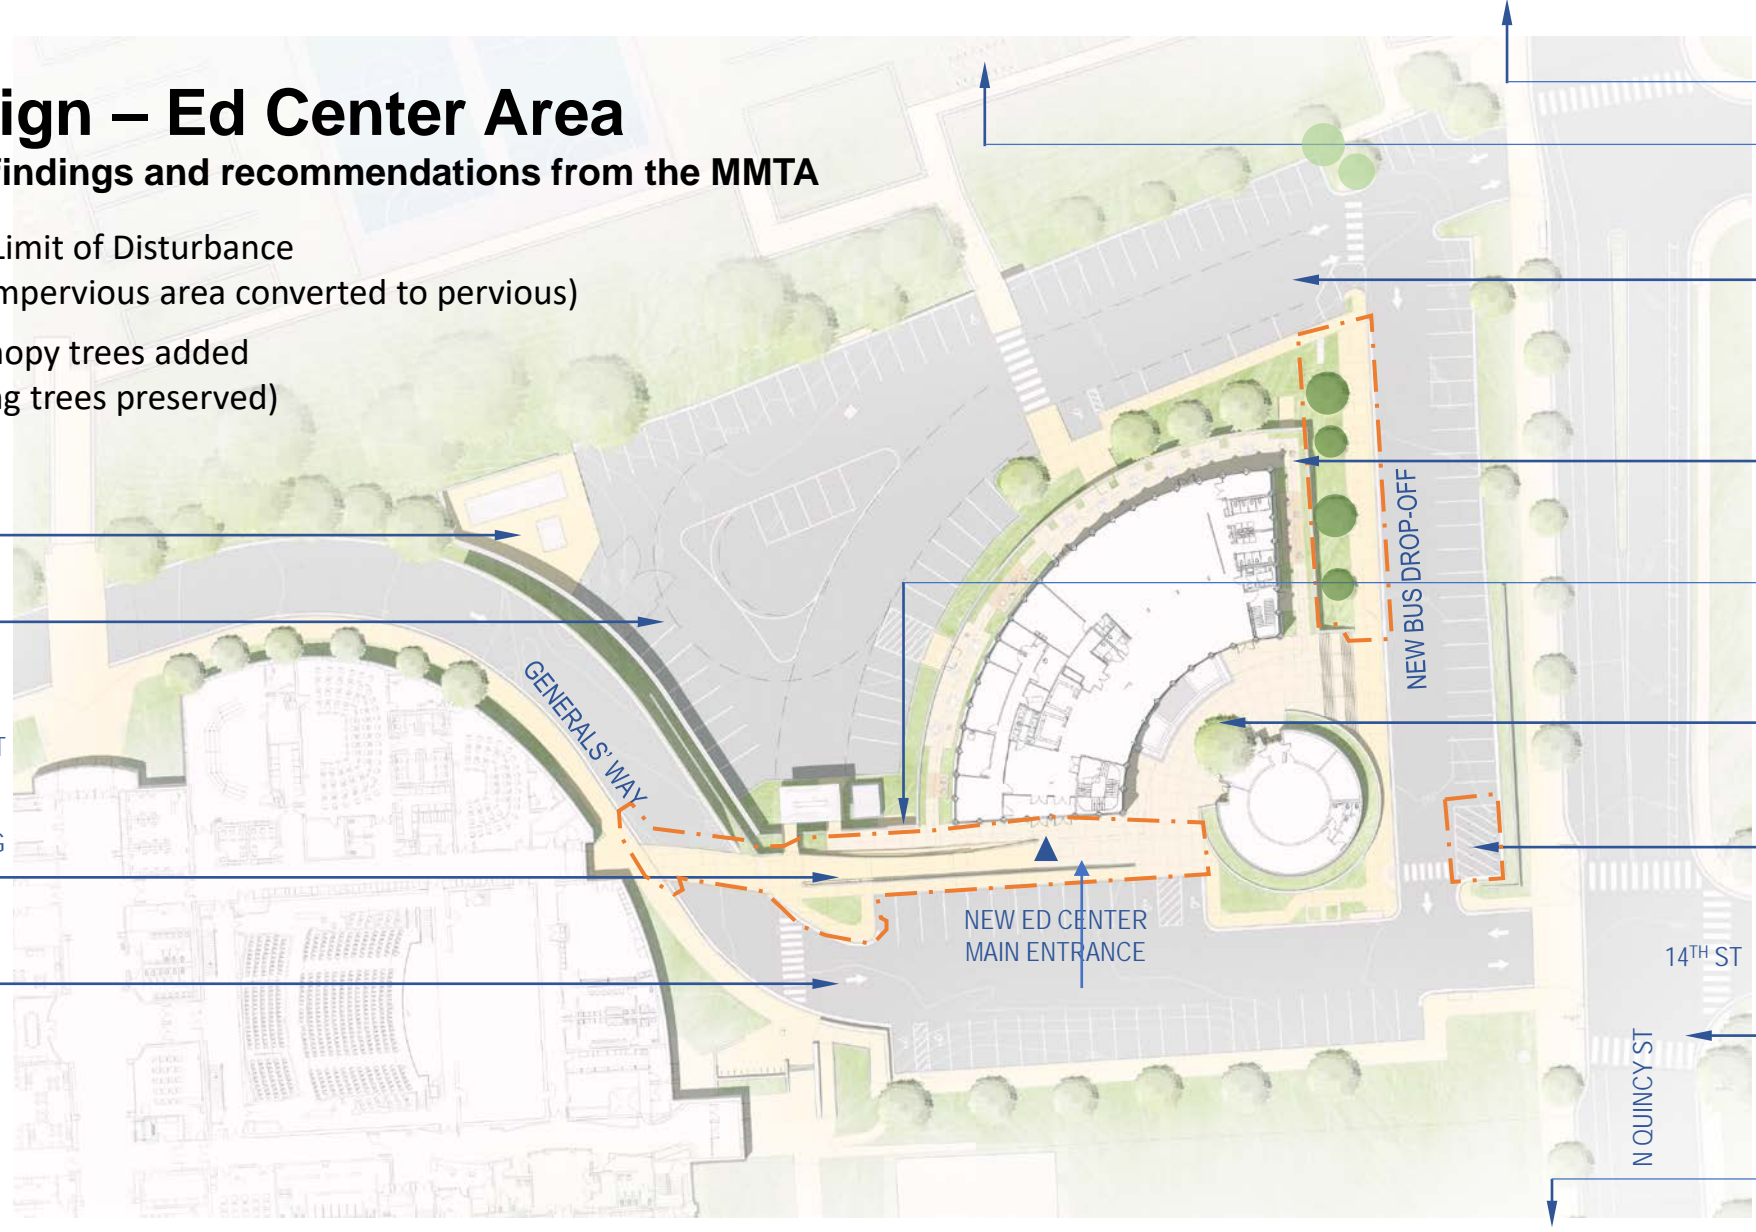 ign – Ed Center Area
findings and recommendations from the MMTA
Limit of Disturbance
mpervious area converted to pervious)
nopy trees added
ng trees preserved)
NEW BUS DROP-OFF
GENERALS' WAY
T
G
NEW ED CENTER
MAIN ENTRANCE
14TH ST
N QUINCY ST